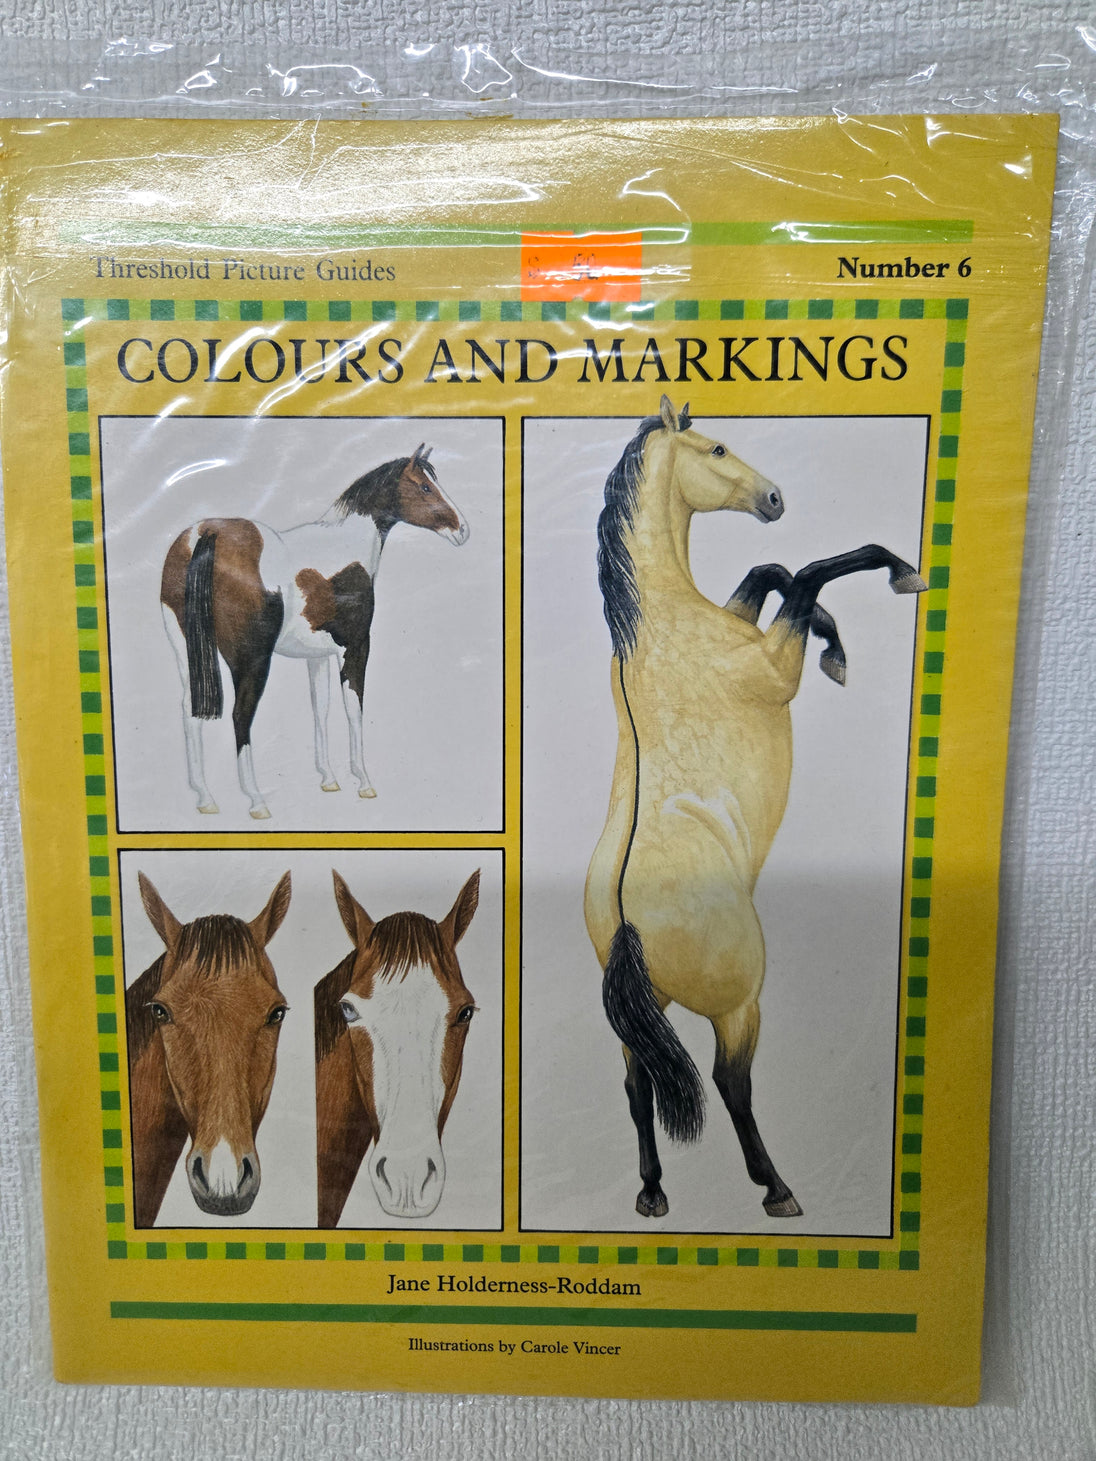 Threshold Picture Guides
Number 6
COLOURS AND MARKINGS
Jane Holderness-Roddam
Illustrations by Carole Vincer